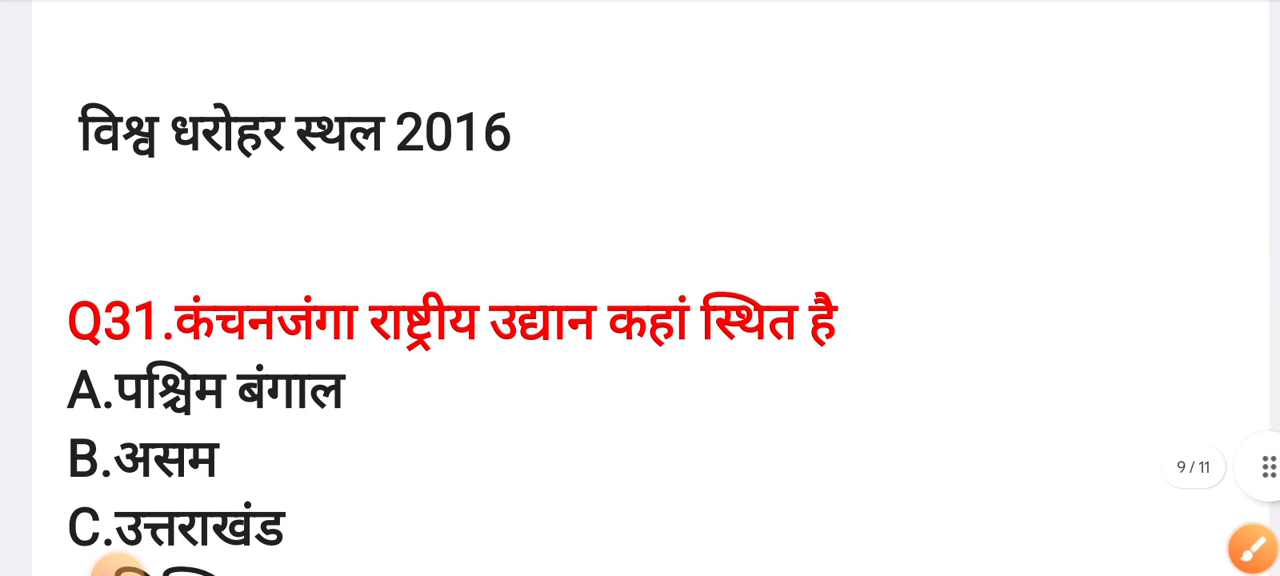 विश्व धरोहर स्थल 2016
Q31.कंचनजंगा राष्ट्रीय उद्यान कहां स्थित है
A.पश्चिम बंगाल
B.असम
9 / 11
C.उत्तराखंड